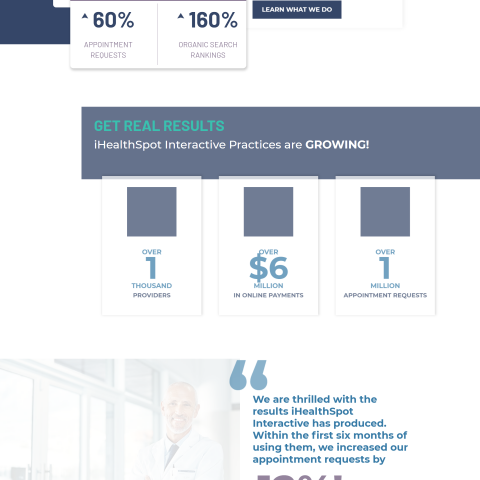 60%
APPOINTMENT
REQUESTS
160%
ORGANIC SEARCH
RANKINGS
LEARN WHAT WE DO
GET REAL RESULTS
iHealthSpot Interactive Practices are GROWING!
OVER
1
THOUSAND
PROVIDERS
OVER
$6
MILLION
IN ONLINE PAYMENTS
OVER
1
MILLION
APPOINTMENT REQUESTS
“
We are thrilled with the
results iHealthSpot
Interactive has produced.
Within the first six months of
using them, we increased our
appointment requests by